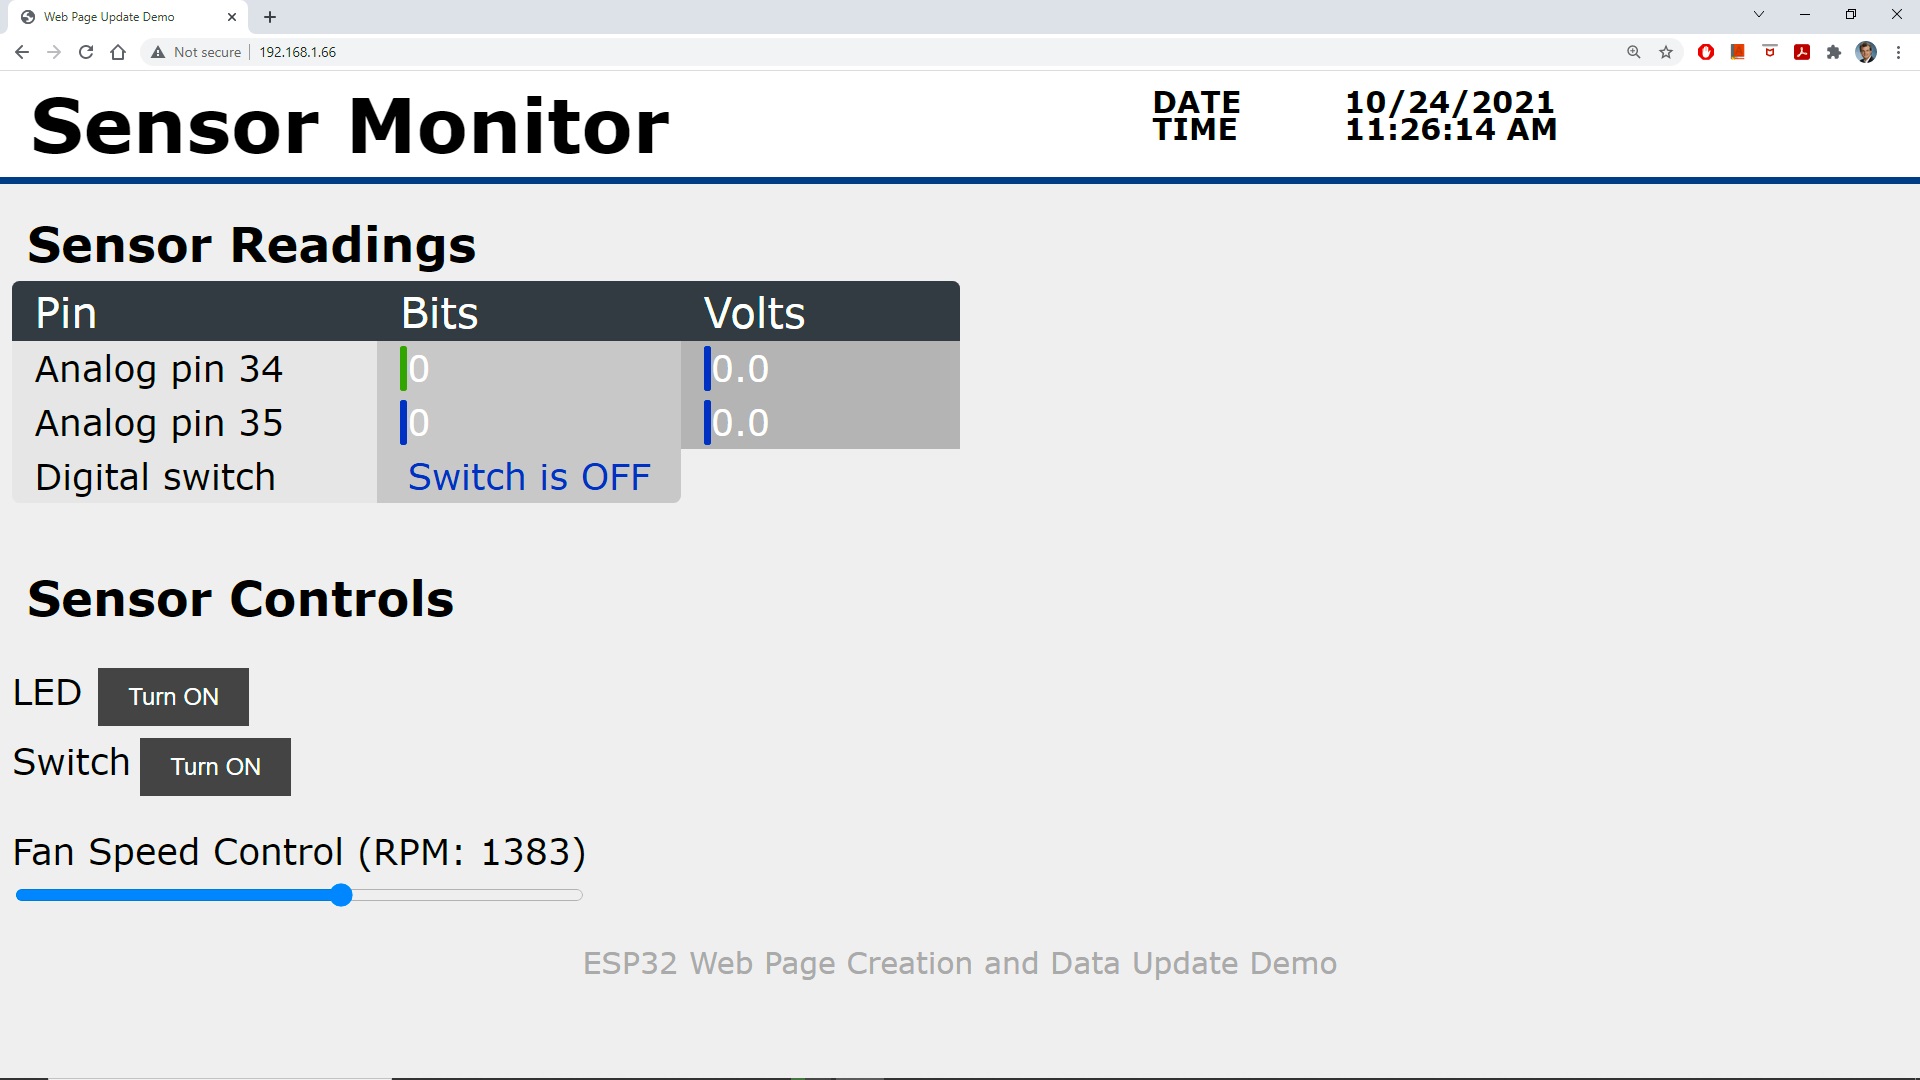 Web Page Update Demo
Not secure 192.168.1.66
Sensor Monitor
DATE 10/24/2021
TIME 11:26:14 AM
Sensor Readings
Pin Bits Volts
Analog pin 34 0 0.0
Analog pin 35 0 0.0
Digital switch Switch is OFF
Sensor Controls
LED Turn ON
Switch Turn ON
Fan Speed Control (RPM: 1383)
ESP32 Web Page Creation and Data Update Demo